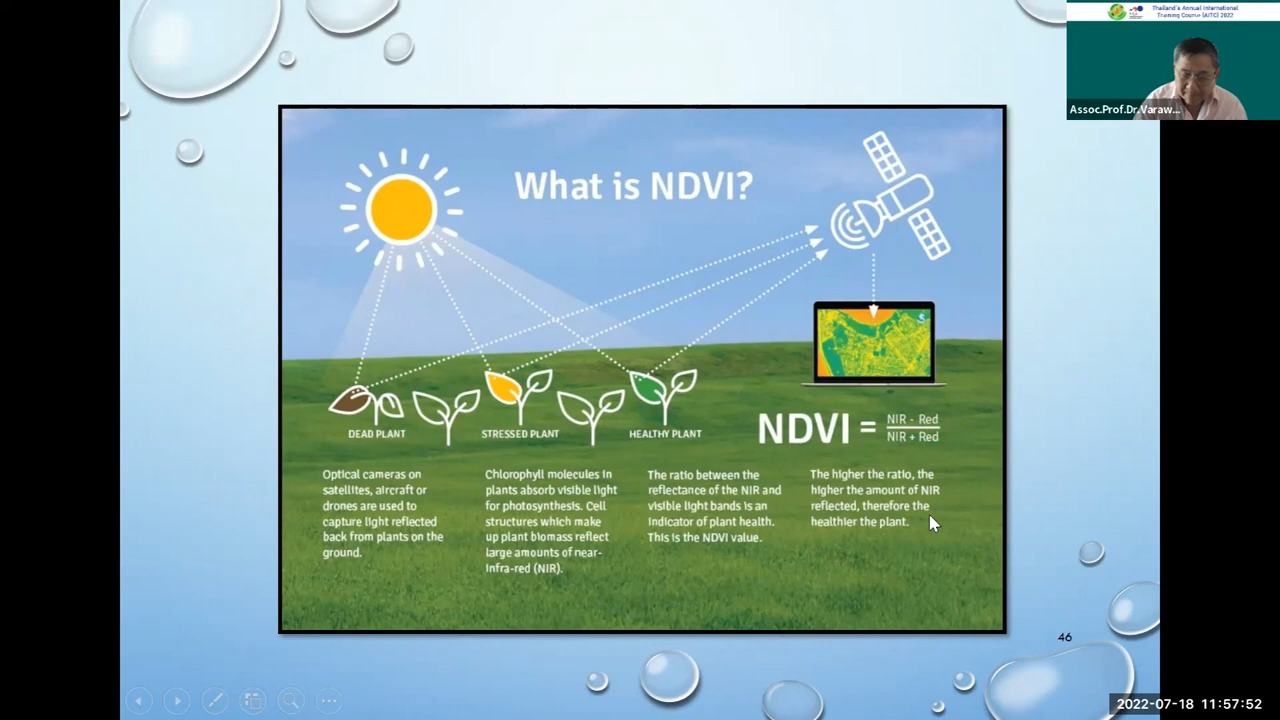 Thailand's Annual International
Training Course (AITC) 2022
Assoc.Prof.Dr.Varaw...
What is NDVI?
DEAD PLANT
STRESSED PLANT
HEALTHY PLANT
NDVI = NIR - Red
NIR + Red
Optical cameras on
satellites, aircraft or
drones are used to
capture light reflected
back from plants on the
ground.
Chlorophyll molecules in
plants absorb visible light
for photosynthesis. Cell
structures which make
up plant biomass reflect
large amounts of near-
infra-red (NIR).
The ratio between the
reflectance of the NIR and
visible light bands is an
indicator of plant health.
This is the NDVI value.
The higher the ratio, the
higher the amount of NIR
reflected, therefore the
healthier the plant.
46
2022-07-18 11:57:52